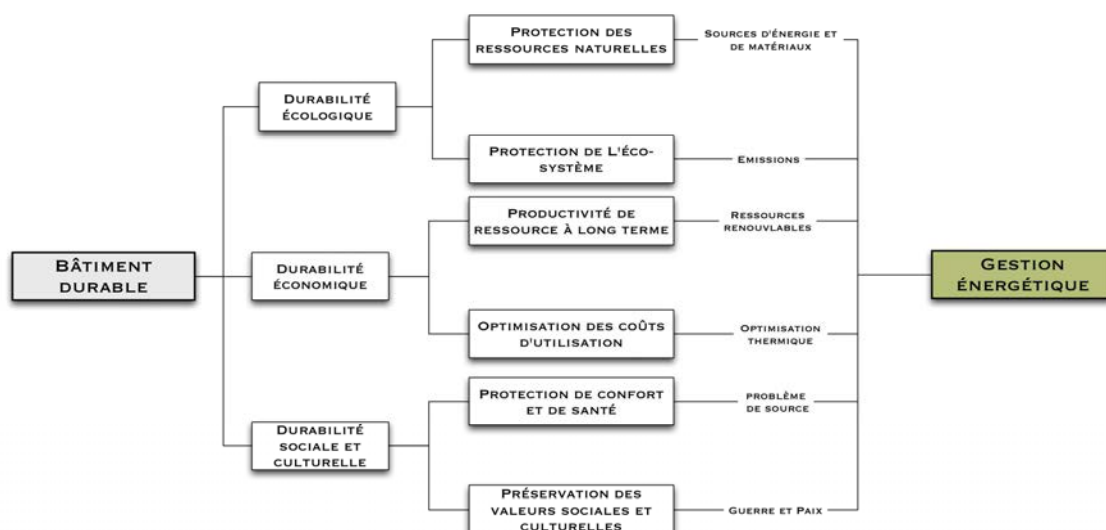 Protection des
ressources naturelles
Sources d'énergie et
de matériaux
Durabilité
écologique
Protection de L'éco-
système
Emissions
Productivité de
ressource à long terme
Ressources
renouvlables
Bâtiment
durable
Durabilité
économique
Gestion
énergétique
Optimisation des coûts
d'utilisation
Optimisation
thermique
Protection de confort
et de santé
problème
de source
Durabilité
sociale et
culturelle
Préservation des
valeurs sociales et
culturelles
Guerre et Paix